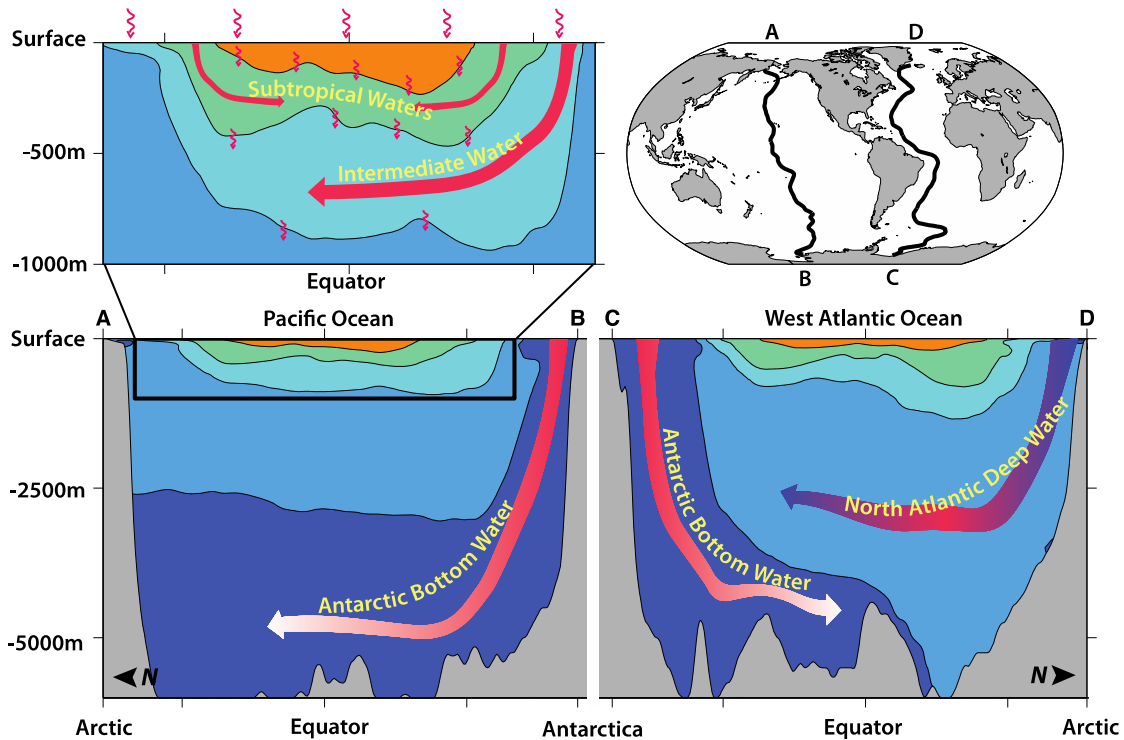 Surface
Subtropical Waters
-500m
Intermediate Water
-1000m
Equator
A
D
B
C
A
Pacific Ocean
B
C
West Atlantic Ocean
D
Surface
-2500m
-5000m
Antarctic Bottom Water
Antarctic Bottom Water
North Atlantic Deep Water
N
N
Arctic
Equator
Antarctica
Equator
Arctic